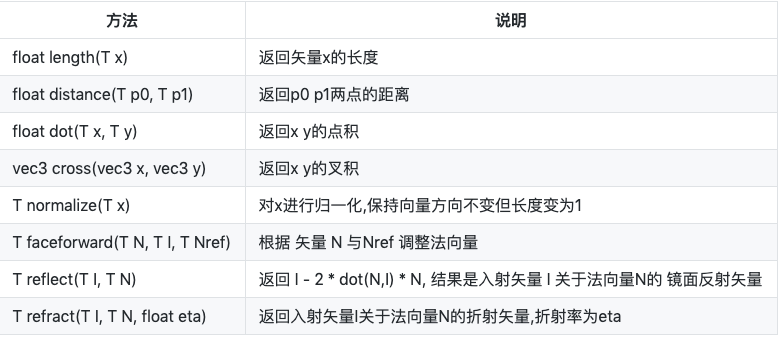 方法 说明
float length(T x) 返回矢量x的长度
float distance(T p0, T p1) 返回p0 p1两点的距离
float dot(T x, T y) 返回x y的点积
vec3 cross(vec3 x, vec3 y) 返回x y的叉积
T normalize(T x) 对x进行归一化,保持向量方向不变但长度变为1
T faceforward(T N, T I, T Nref) 根据 矢量 N 与Nref 调整法向量
T reflect(T I, T N) 返回 I - 2 * dot(N,I) * N, 结果是入射矢量 I 关于法向量N的 镜面反射矢量
T refract(T I, T N, float eta) 返回入射矢量I关于法向量N的折射矢量,折射率为eta